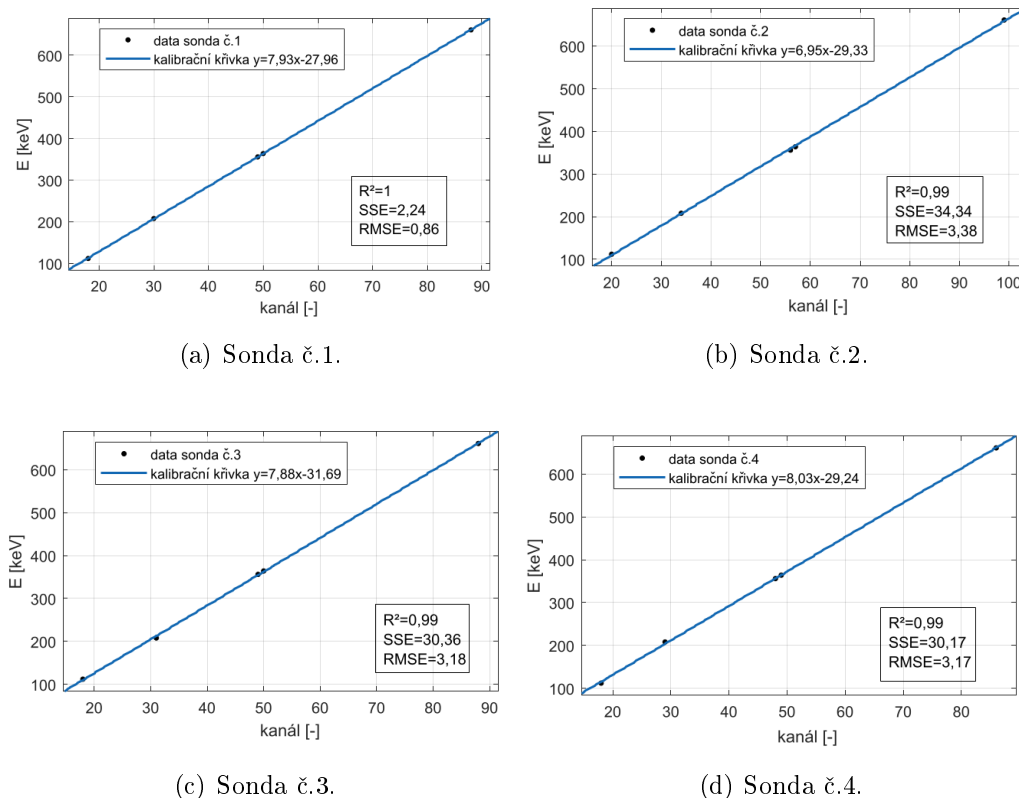 data sonda č.1
kalibrační křivka y=7,93x-27,96
E [keV]
600
500
400
300
200
100
R²=1
SSE=2,24
RMSE=0,86
20 30 40 50 60 70 80 90
kanál [-]
(a) Sonda č.1.
data sonda č.2
kalibrační křivka y=6,95x-29,33
E [keV]
600
500
400
300
200
100
R²=0,99
SSE=34,34
RMSE=3,38
20 30 40 50 60 70 80 90 100
kanál [-]
(b) Sonda č.2.
data sonda č.3
kalibrační křivka y=7,88x-31,69
E [keV]
600
500
400
300
200
100
R²=0,99
SSE=30,36
RMSE=3,18
20 30 40 50 60 70 80 90
kanál [-]
(c) Sonda č.3.
data sonda č.4
kalibrační křivka y=8,03x-29,24
E [keV]
600
500
400
300
200
100
R²=0,99
SSE=30,17
RMSE=3,17
20 30 40 50 60 70 80
kanál [-]
(d) Sonda č.4.